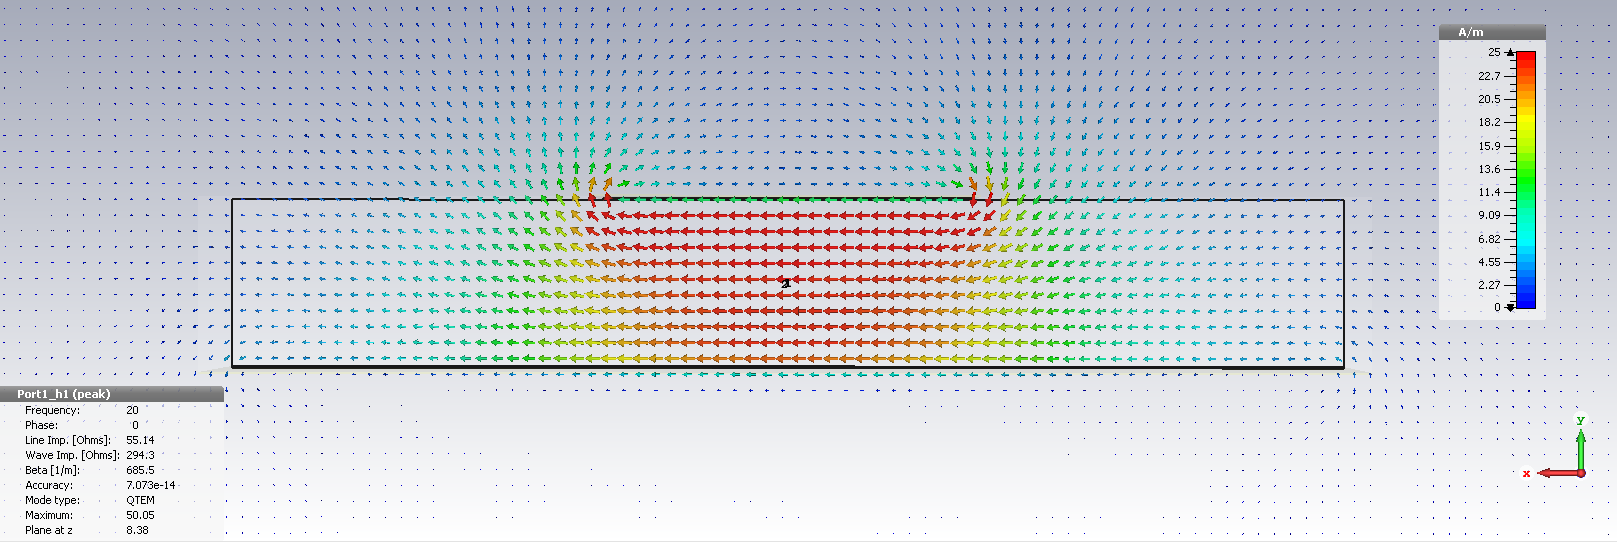 A/m
25
22.7
20.5
18.2
15.9
13.6
11.4
9.09
6.82
4.55
2.27
0
1
Port1_h1 (peak)
Frequency: 20
Phase: 0
Line Imp. [Ohms]: 55.14
Wave Imp. [Ohms]: 294.3
Beta [1/m]: 685.5
Accuracy: 7.073e-14
Mode type: QTEM
Maximum: 50.05
Plane at z 8.38
Y
x